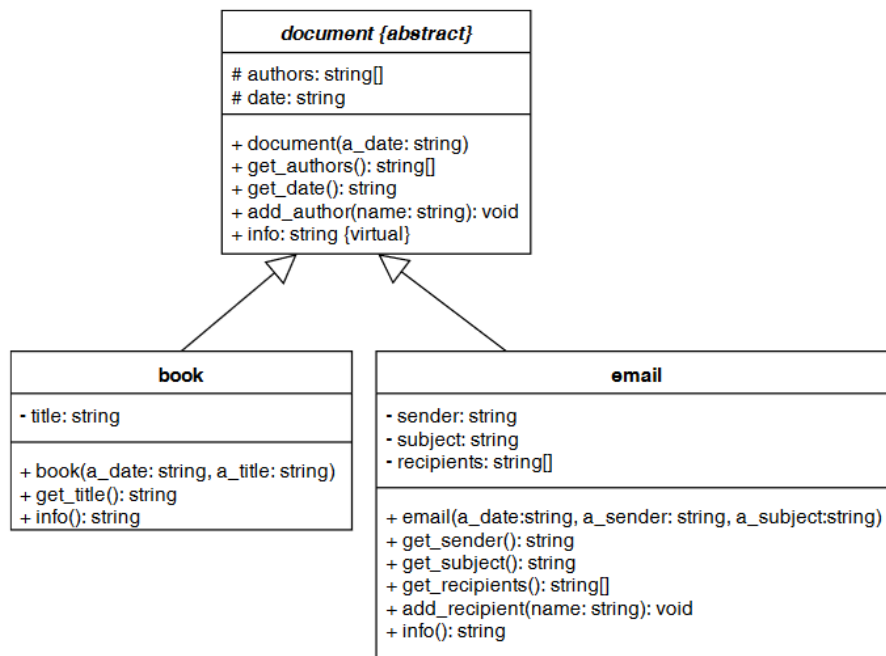 document {abstract}
# authors: string[]
# date: string
+ document(a_date: string)
+ get_authors(): string[]
+ get_date(): string
+ add_author(name: string): void
+ info: string {virtual}
book
- title: string
+ book(a_date: string, a_title: string)
+ get_title(): string
+ info(): string
email
- sender: string
- subject: string
- recipients: string[]
+ email(a_date:string, a_sender: string, a_subject:string)
+ get_sender(): string
+ get_subject(): string
+ get_recipients(): string[]
+ add_recipient(name: string): void
+ info(): string